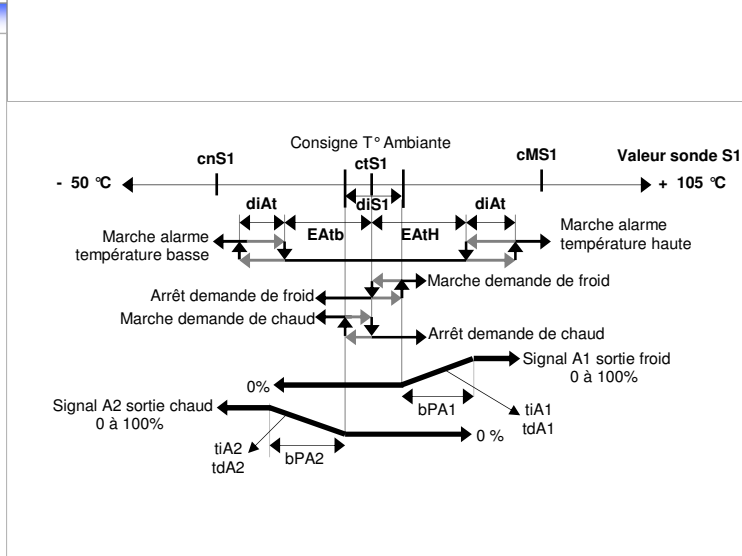 Consigne T° Ambiante
cnS1
ctS1
cMS1
Valeur sonde S1
- 50 °C
+ 105 °C
diAt
diS1
diAt
EAtb
EAtH
Marche alarme
température basse
Marche alarme
température haute
Marche demande de froid
Arrêt demande de froid
Marche demande de chaud
Arrêt demande de chaud
Signal A1 sortie froid
0 à 100%
0%
bPA1
tiA1
tdA1
Signal A2 sortie chaud
0 à 100%
0 %
tiA2
tdA2
bPA2